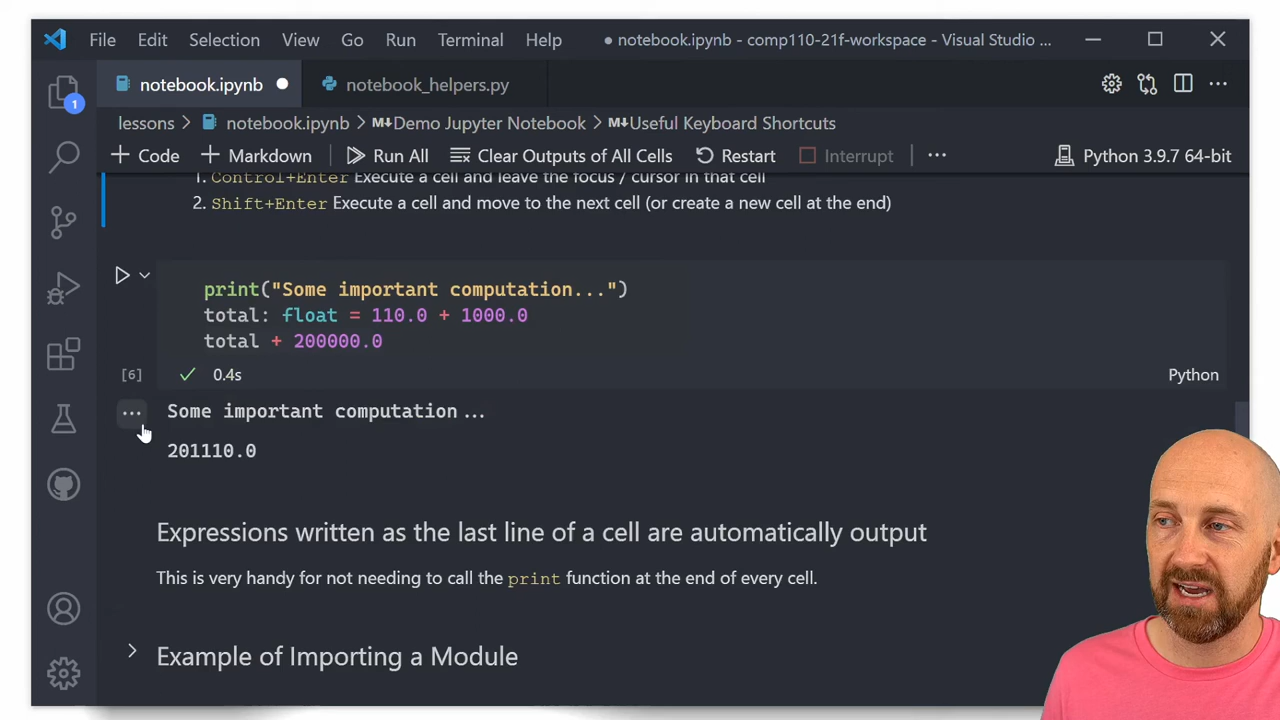 File Edit Selection View Go Run Terminal Help ● notebook.ipynb - comp110-21f-workspace - Visual Studio ...
notebook.ipynb ● notebook_helpers.py
1
lessons > notebook.ipynb > M↓Demo Jupyter Notebook > M↓Useful Keyboard Shortcuts
+ Code + Markdown Run All Clear Outputs of All Cells Restart Interrupt ... Python 3.9.7 64-bit
1. Control+Enter Execute a cell and leave the focus / cursor in that cell
2. Shift+Enter Execute a cell and move to the next cell (or create a new cell at the end)
print("Some important computation...")
total: float = 110.0 + 1000.0
total + 200000.0
[6] ✓ 0.4s Python
... Some important computation...
201110.0
Expressions written as the last line of a cell are automatically output
This is very handy for not needing to call the print function at the end of every cell.
> Example of Importing a Module